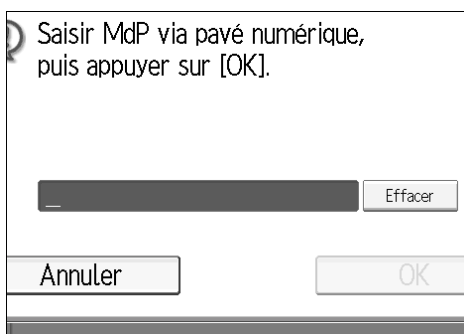 Saisir MdP via pavé numérique,
puis appuyer sur [OK].
_
Effacer
Annuler
OK